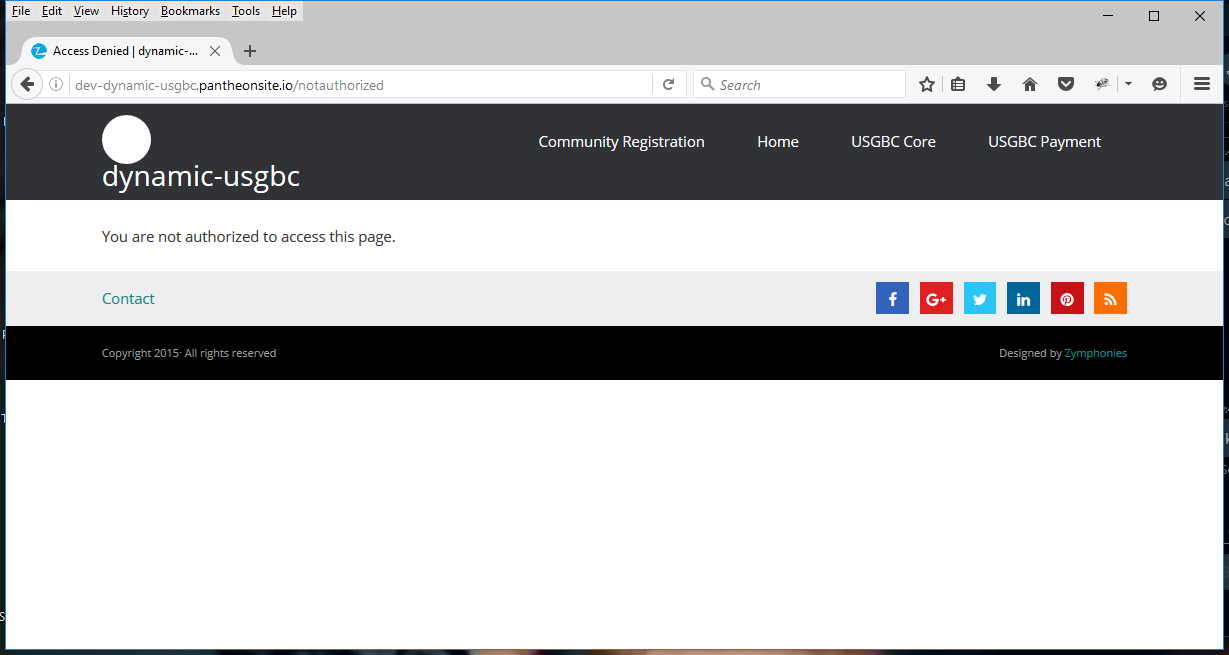 File Edit View History Bookmarks Tools Help
Access Denied | dynamic-...
dev-dynamic-usgbc.pantheonsite.io/notauthorized
Search
Community Registration Home USGBC Core USGBC Payment
dynamic-usgbc
You are not authorized to access this page.
Contact
Copyright 2015· All rights reserved
Designed by Zymphonies